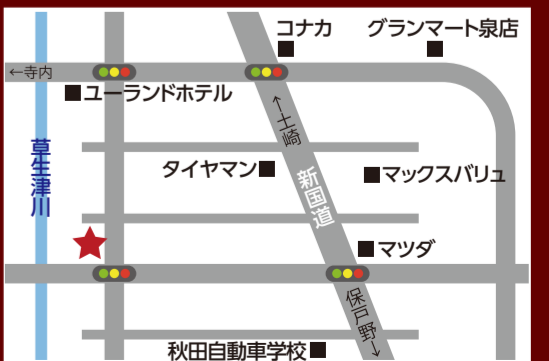 コナカ
グランマート泉店
←寺内
ユーランドホテル
←土崎
タイヤマン
新国道
マックスバリュ
草生津川
マツダ
保戸野→
秋田自動車学校